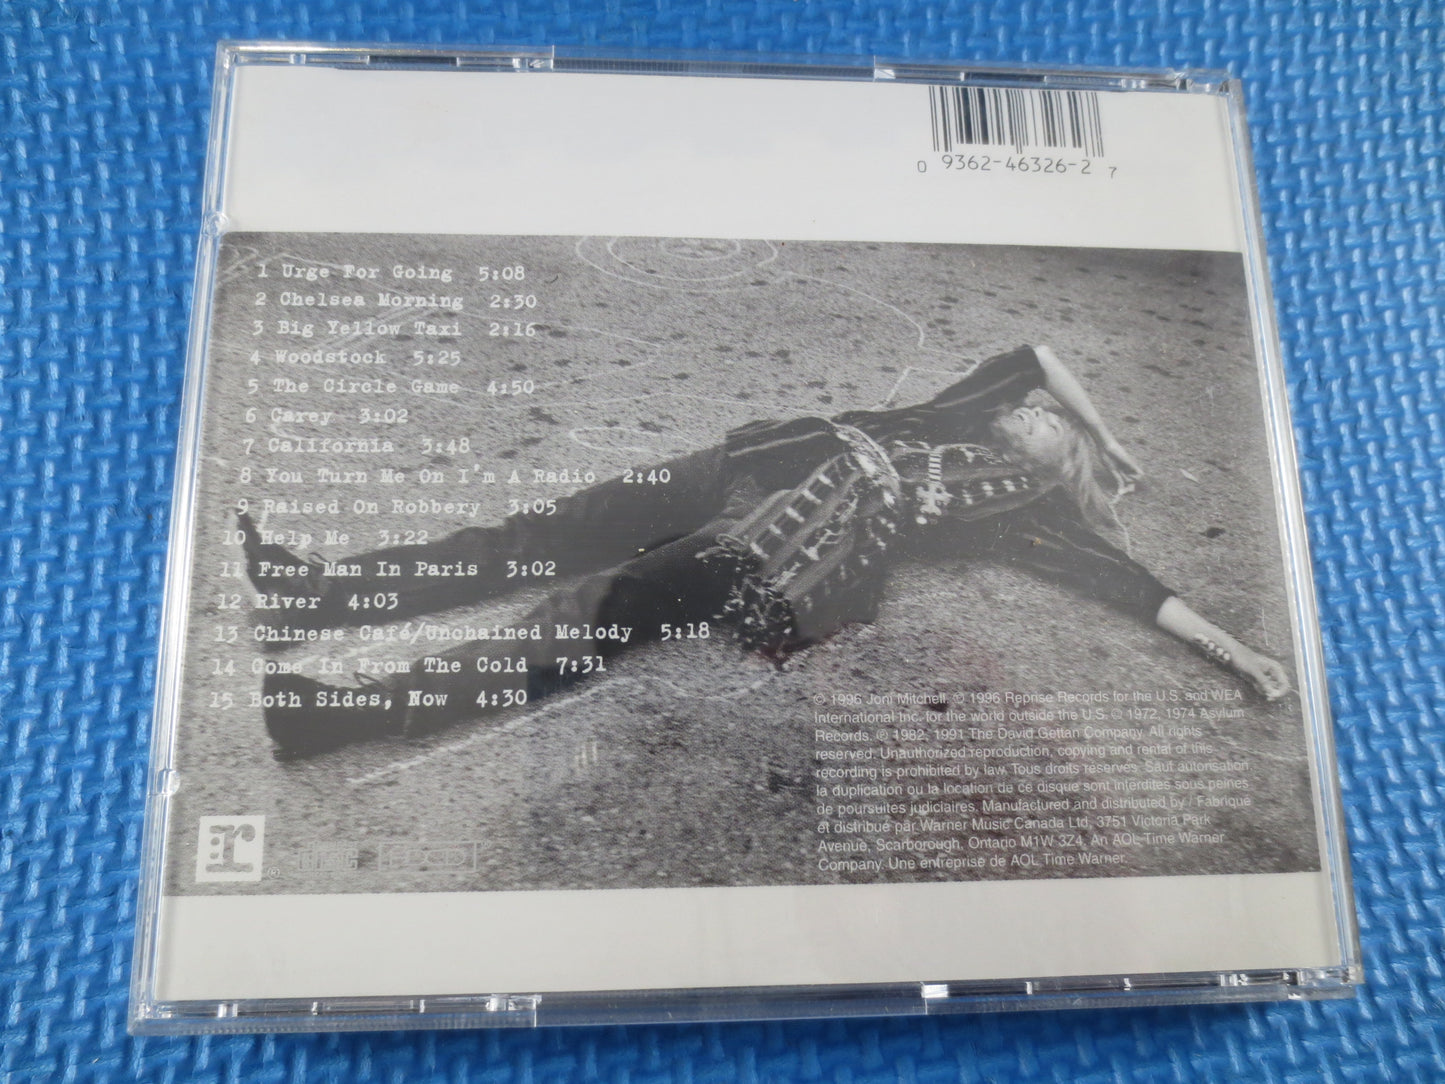 0 9362-46326-2 7
1 Urge For Going 5:08
2 Chelsea Morning 2:30
3 Big Yellow Taxi 2:16
4 Woodstock 5:25
5 The Circle Game 4:50
6 Carey 3:02
7 California 3:48
8 You Turn Me On I'm A Radio 2:40
9 Raised On Robbery 3:05
10 Help Me 3:22
11 Free Man In Paris 3:02
12 River 4:03
13 Chinese Café/Unchained Melody 5:18
14 Come In From The Cold 7:31
15 Both Sides, Now 4:30
© 1996 Joni Mitchell. ℗ 1996 Reprise Records for the U.S. and WEA
International Inc. for the world outside the U.S. ℗ 1972, 1974 Asylum
Records. ℗ 1982, 1991 The David Geffan Company. All rights
reserved. Unauthorized reproduction, copying and rental of this
recording is prohibited by law. Tous droits reservés. Sauf autorisation,
la duplication ou la location de ce disque sont interdites sous peines
de poursuites judiciaires. Manufactured and distributed by / Fabriqué
et distribué par Warner Music Canada Ltd, 3751 Victoria Park
Avenue, Scarborough, Ontario M1W 3Z4. An AOL Time Warner
Company. Une entreprise de AOL Time Warner.
r ®